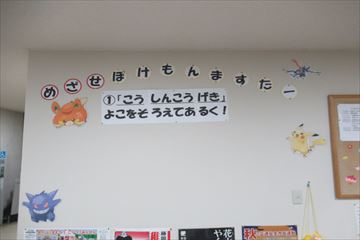 めざせぽけもんますたー
①「こう しんこう げき」
よこをそ ろえてあ るく！